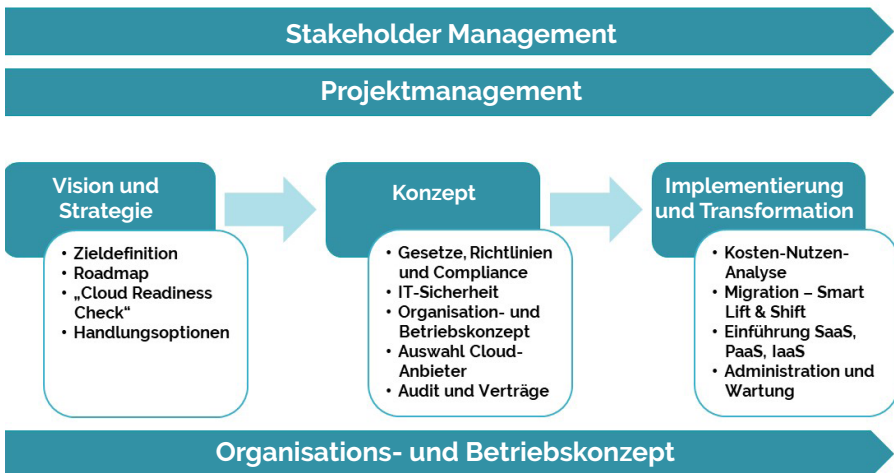 Stakeholder Management
Projektmanagement
Vision und
Strategie
• Zieldefinition
• Roadmap
• „Cloud Readiness
Check“
• Handlungsoptionen
Konzept
• Gesetze, Richtlinien
und Compliance
• IT-Sicherheit
• Organisation- und
Betriebskonzept
• Auswahl Cloud-
Anbieter
• Audit und Verträge
Implementierung
und Transformation
• Kosten-Nutzen-
Analyse
• Migration – Smart
Lift & Shift
• Einführung SaaS,
PaaS, IaaS
• Administration und
Wartung
Organisations- und Betriebskonzept